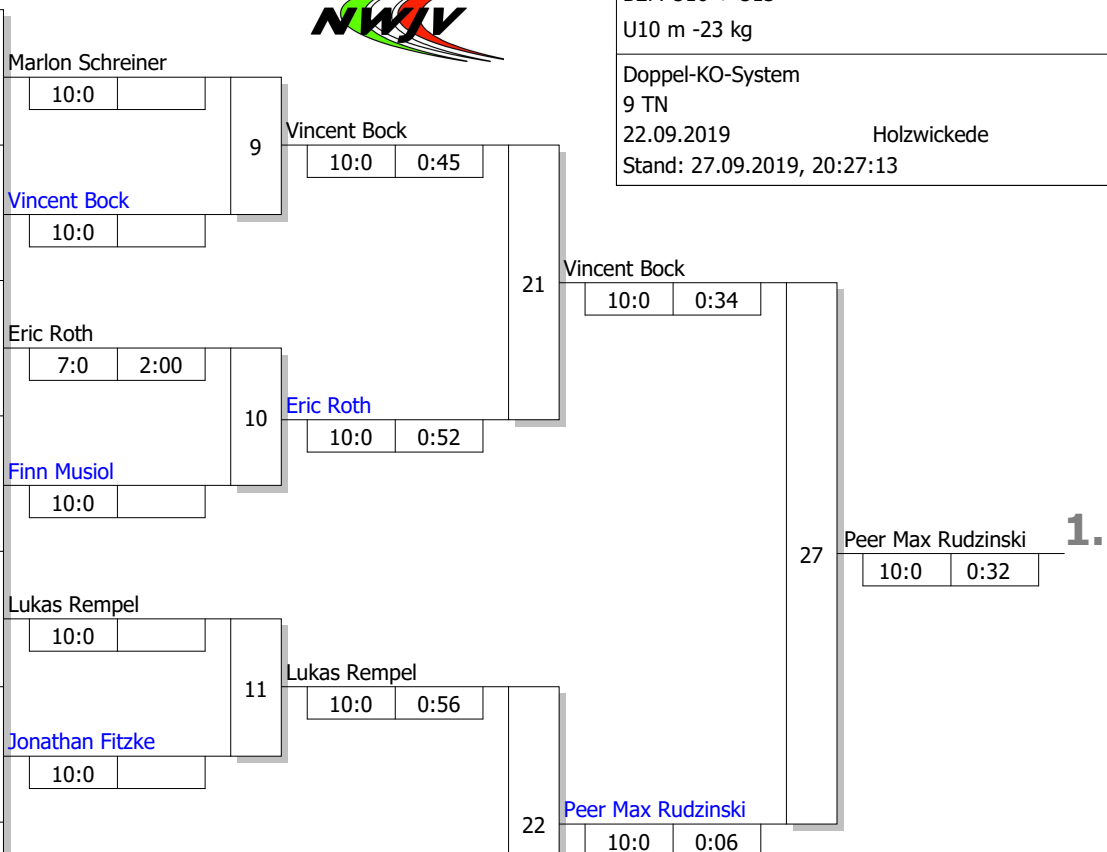 NWJV
U10 m -23 kg
Doppel-KO-System
9 TN
22.09.2019 Holzwickede
Stand: 27.09.2019, 20:27:13
Marlon Schreiner
10:0
9
Vincent Bock
10:0 0:45
Vincent Bock
10:0
21
Vincent Bock
10:0 0:34
Eric Roth
7:0 2:00
10
Eric Roth
10:0 0:52
Finn Musiol
10:0
27
Peer Max Rudzinski
1.
10:0 0:32
Lukas Rempel
10:0
11
Lukas Rempel
10:0 0:56
Jonathan Fitzke
10:0
22
Peer Max Rudzinski
10:0 0:06